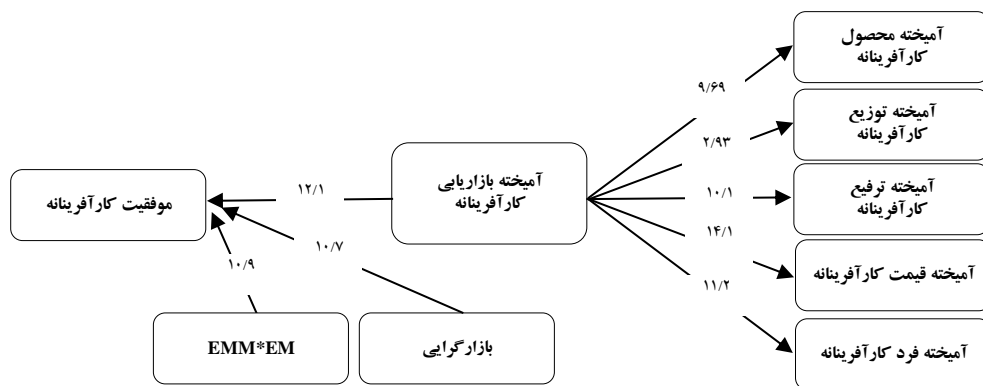 آمیخته محصول
کارآفرینانه
۹/۶۹
آمیخته توزیع
کارآفرینانه
۲/۹۳
آمیخته بازاریابی
کارآفرینانه
۱۲/۱
موفقیت کارآفرینانه
آمیخته ترفیع
کارآفرینانه
۱۰/۱
۱۴/۱
۱۰/۷
۱۰/۹
آمیخته قیمت کارآفرینانه
۱۱/۲
آمیخته فرد کارآفرینانه
بازارگرایی
EMM*EM